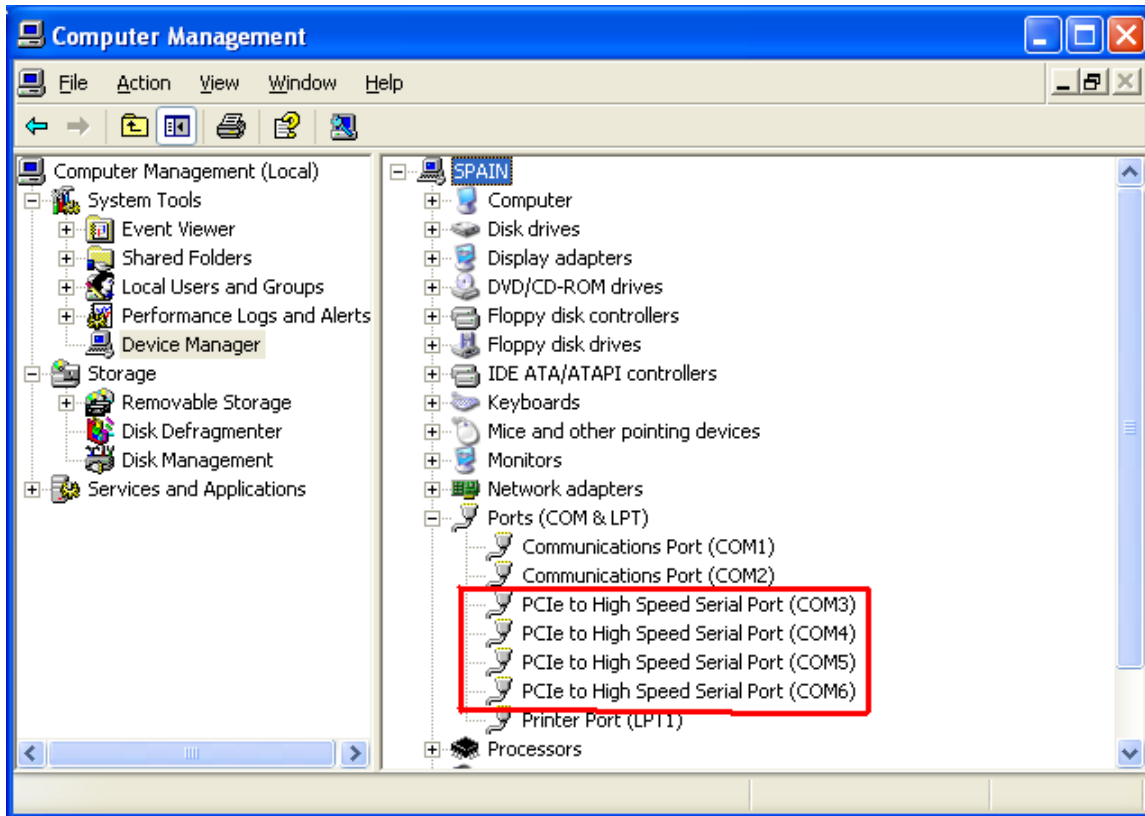 Computer Management
File Action View Window Help
Computer Management (Local)
System Tools
Event Viewer
Shared Folders
Local Users and Groups
Performance Logs and Alerts
Device Manager
Storage
Removable Storage
Disk Defragmenter
Disk Management
Services and Applications
SPAIN
Computer
Disk drives
Display adapters
DVD/CD-ROM drives
Floppy disk controllers
Floppy disk drives
IDE ATA/ATAPI controllers
Keyboards
Mice and other pointing devices
Monitors
Network adapters
Ports (COM & LPT)
Communications Port (COM1)
Communications Port (COM2)
PCIe to High Speed Serial Port (COM3)
PCIe to High Speed Serial Port (COM4)
PCIe to High Speed Serial Port (COM5)
PCIe to High Speed Serial Port (COM6)
Printer Port (LPT1)
Processors